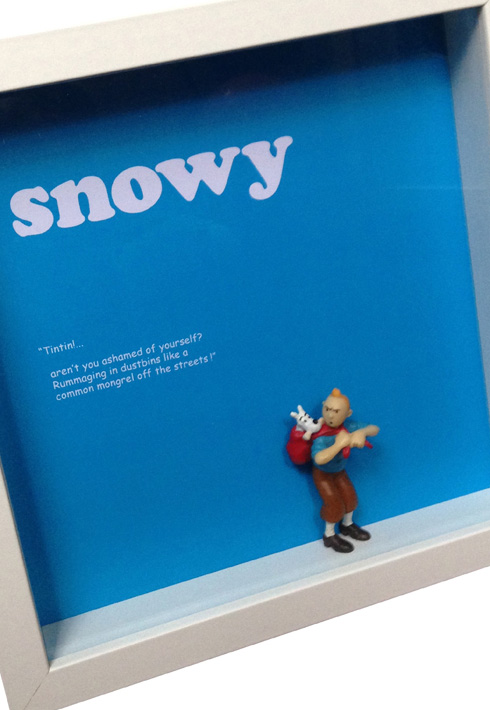 snowy
"Tintin!...
aren't you ashamed of yourself?
Rummaging in dustbins like a
common mongrel off the streets!"